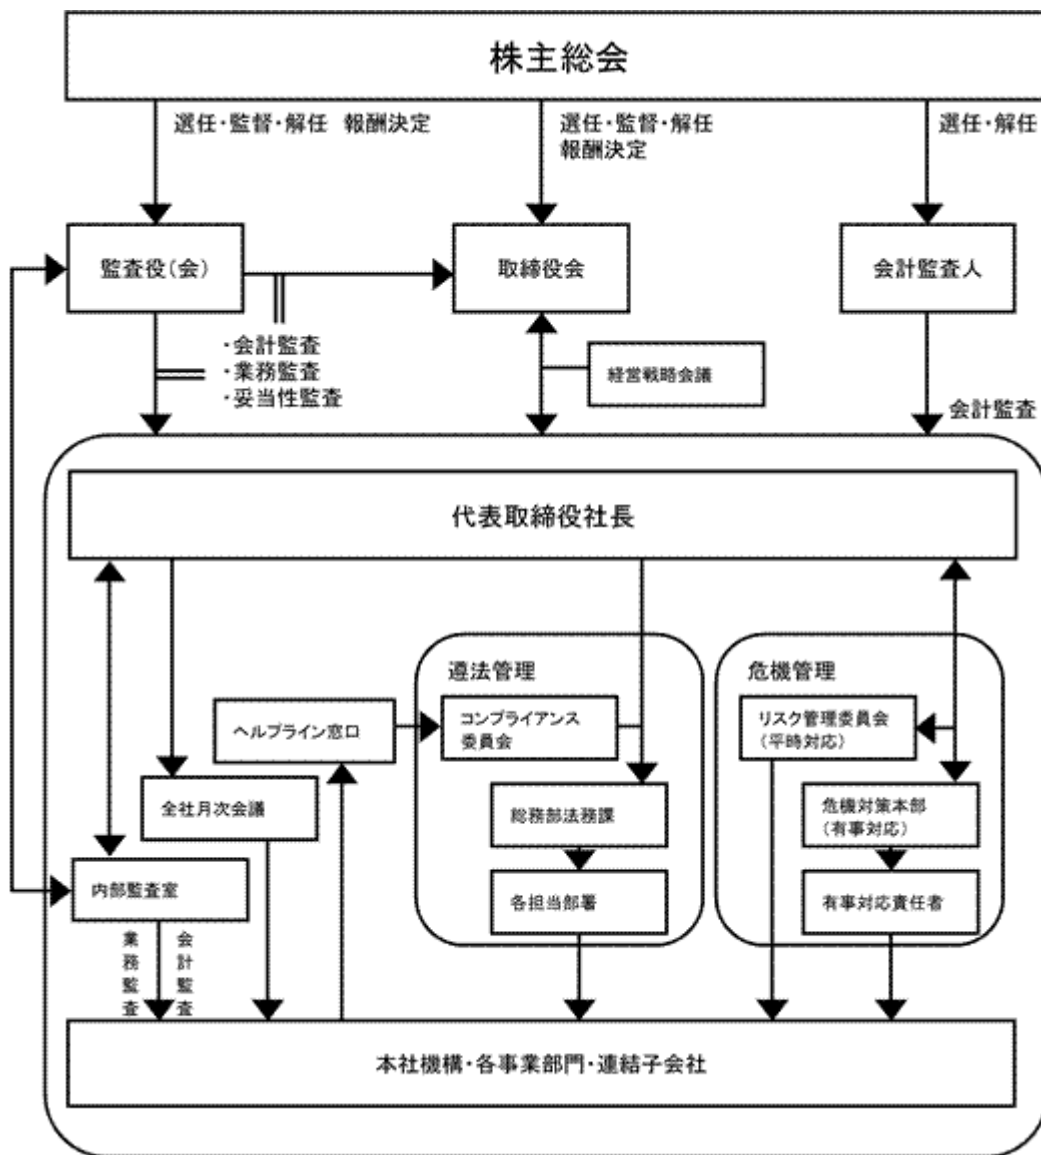 株主総会
選任・監督・解任 報酬決定
選任・監督・解任
報酬決定
選任・解任
監査役(会)
取締役会
会計監査人
・会計監査
・業務監査
・妥当性監査
経営戦略会議
会計監査
代表取締役社長
遵法管理
危機管理
ヘルプライン窓口
コンプライアンス
委員会
リスク管理委員会
(平時対応)
全社月次会議
総務部法務課
危機対策本部
(有事対応)
内部監査室
各担当部署
有事対応責任者
業務監査
会計監査
本社機構・各事業部門・連結子会社